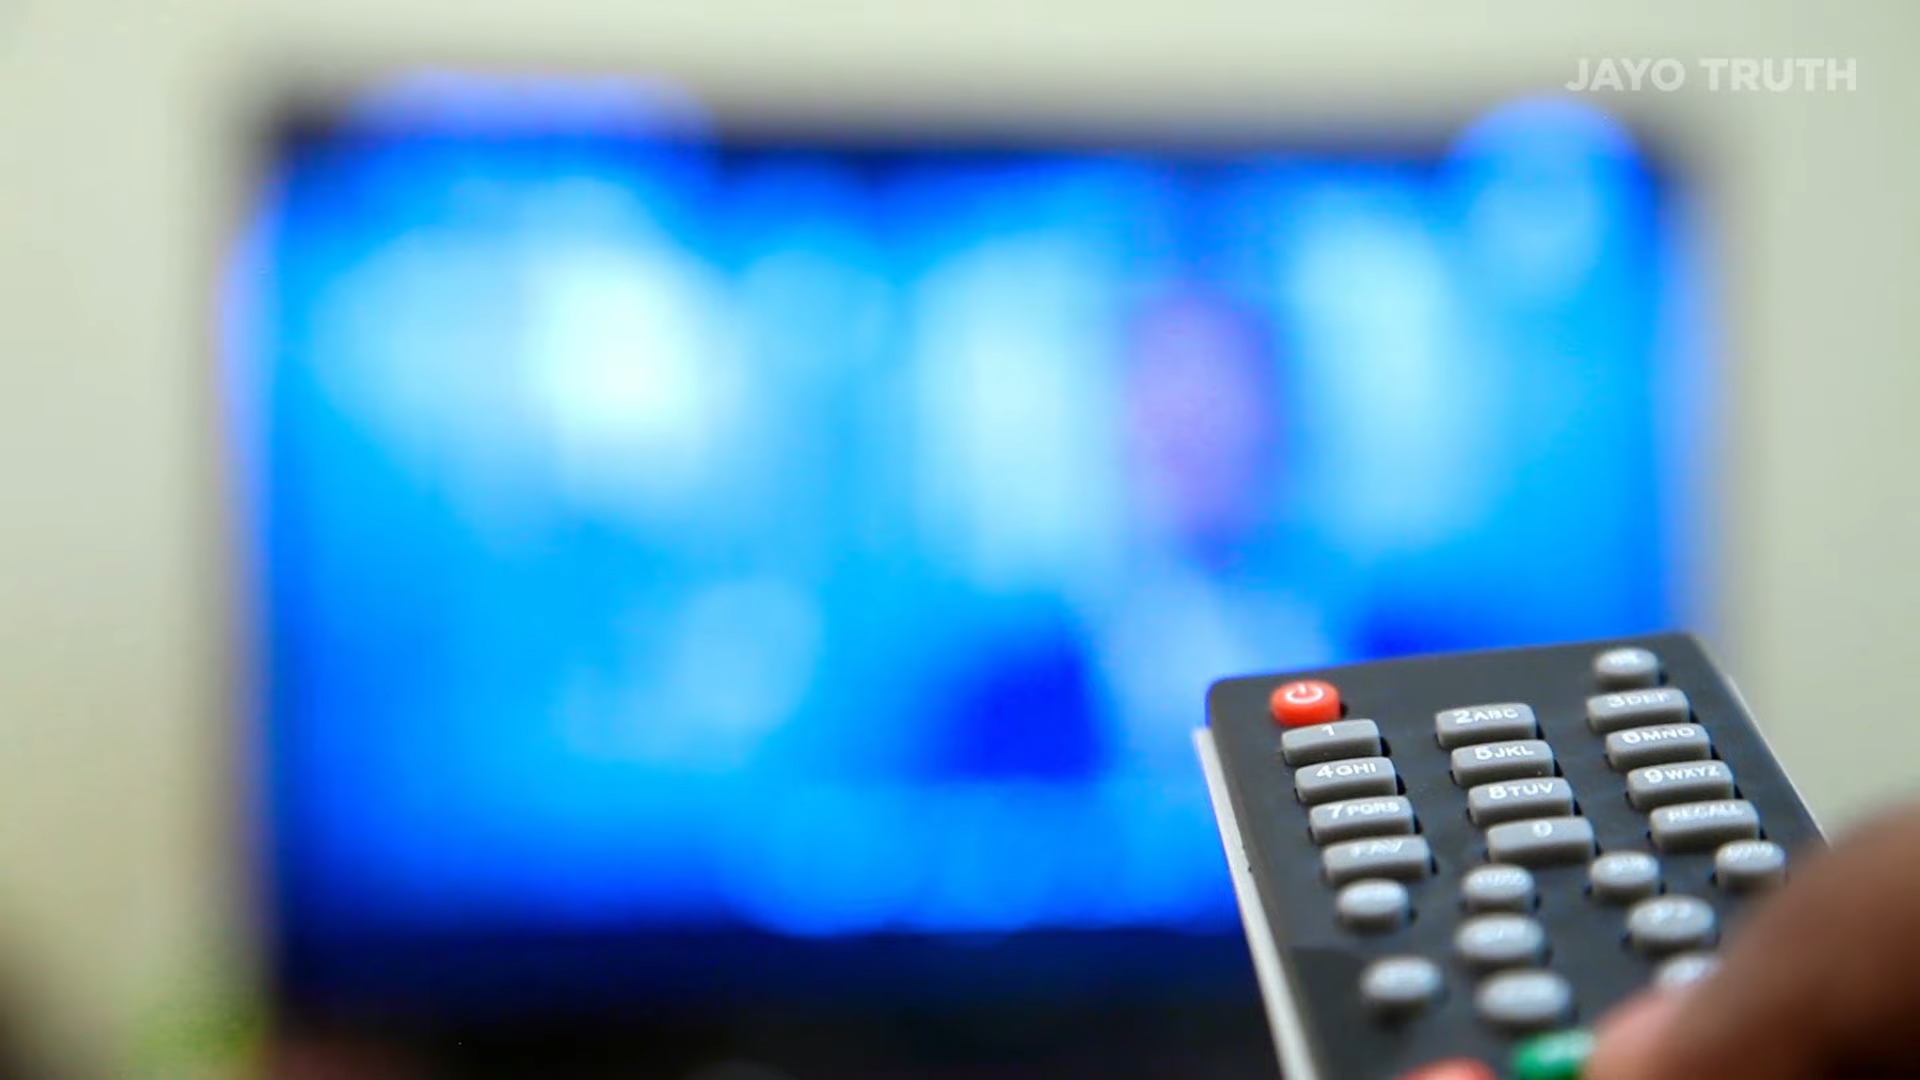 JAYO TRUTH
1
2ABC
3DEF
4GHI
5JKL
6MNO
7PQRS
8TUV
9WXYZ
FAV
0
RECALL